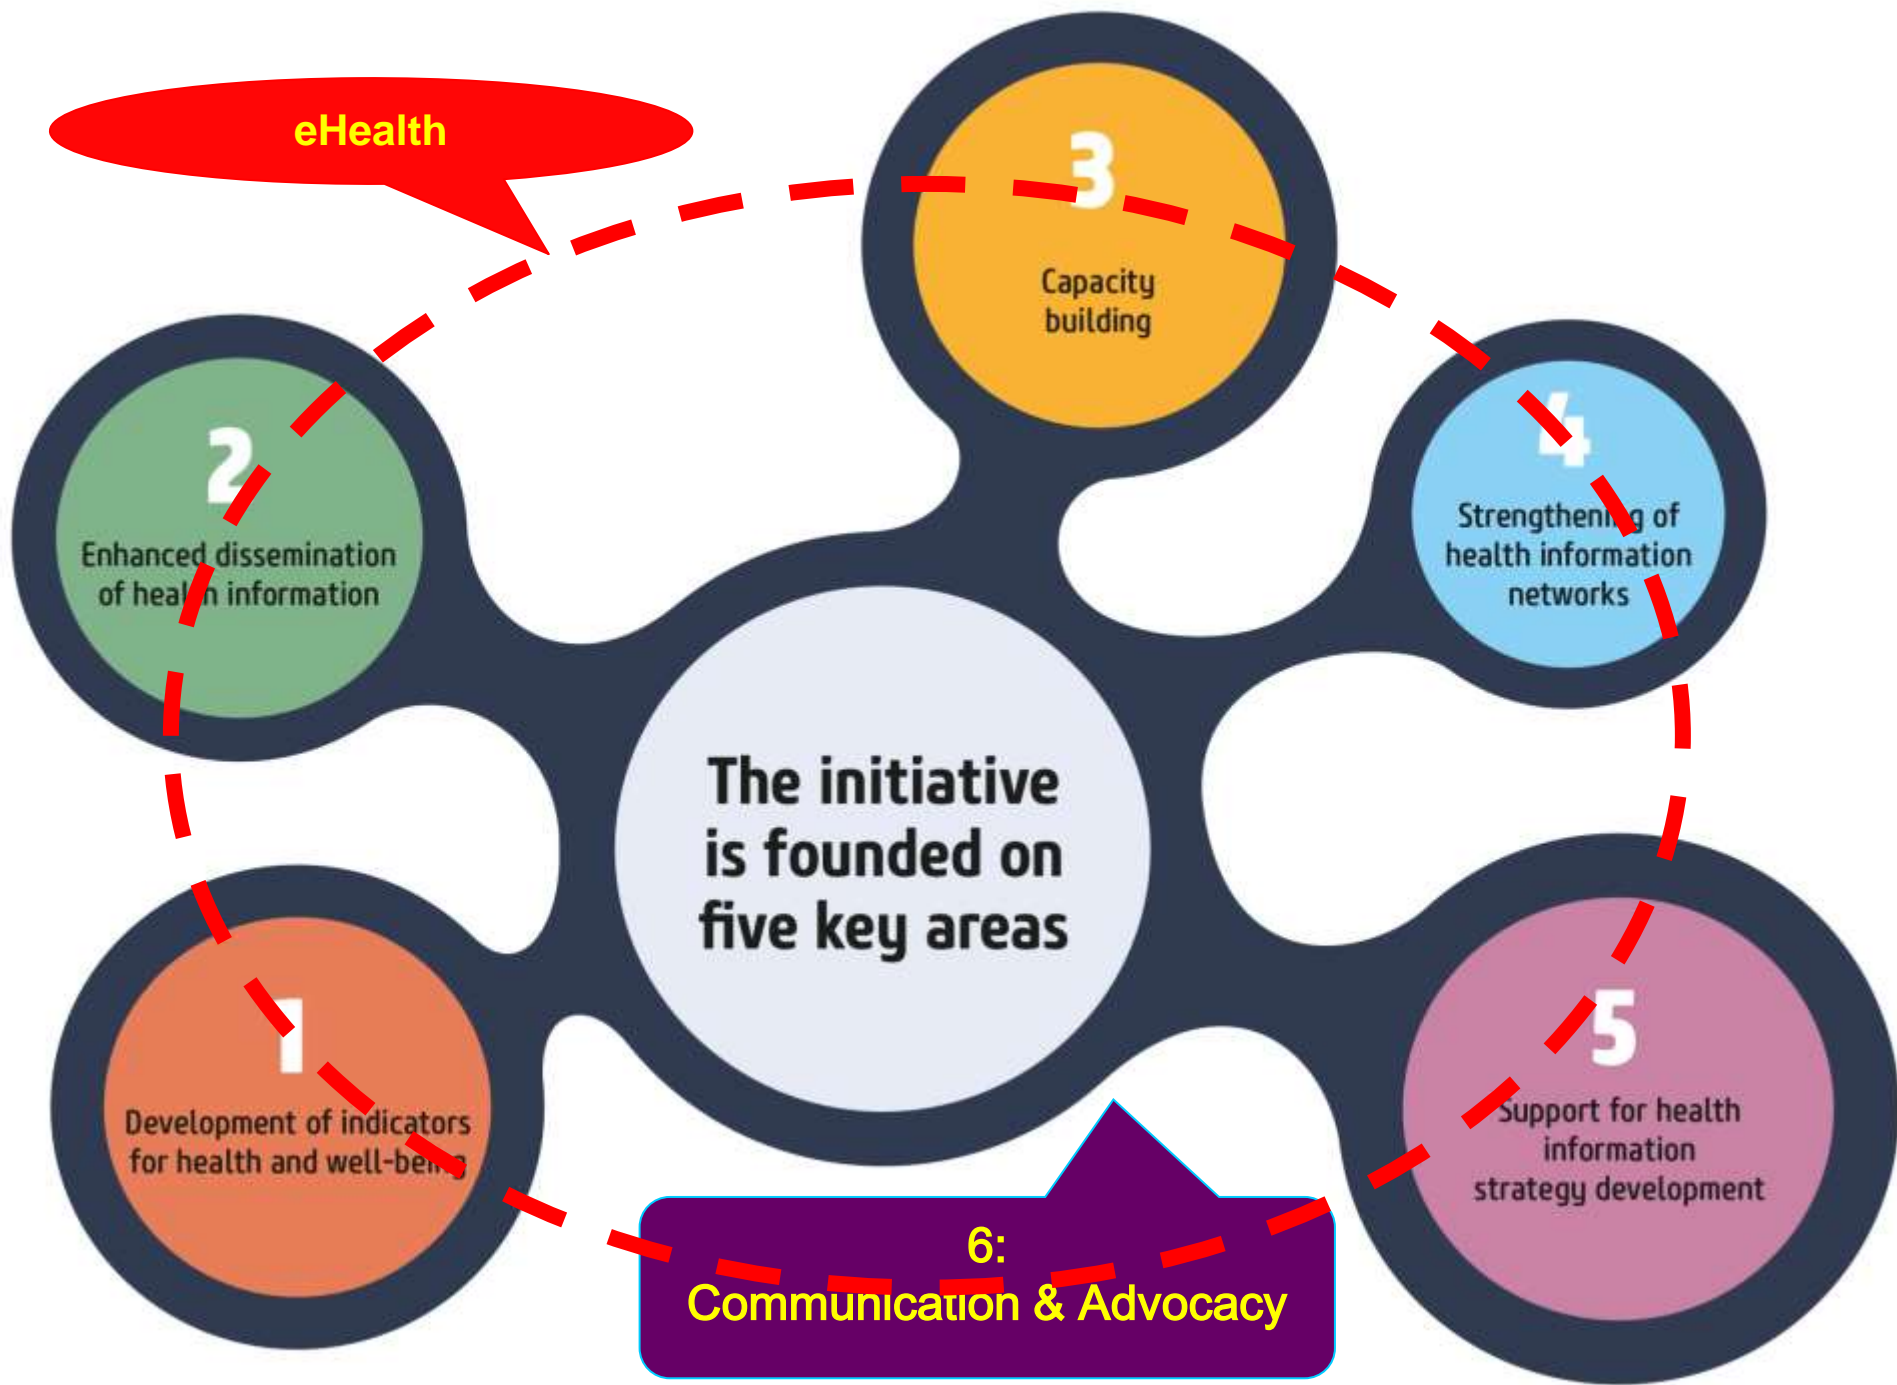 eHealth
3
Capacity
building
2
Enhanced dissemination
of health information
4
Strengthening of
health information
networks
The initiative
is founded on
five key areas
1
Development of indicators
for health and well-being
5
Support for health
information
strategy development
6:
Communication & Advocacy